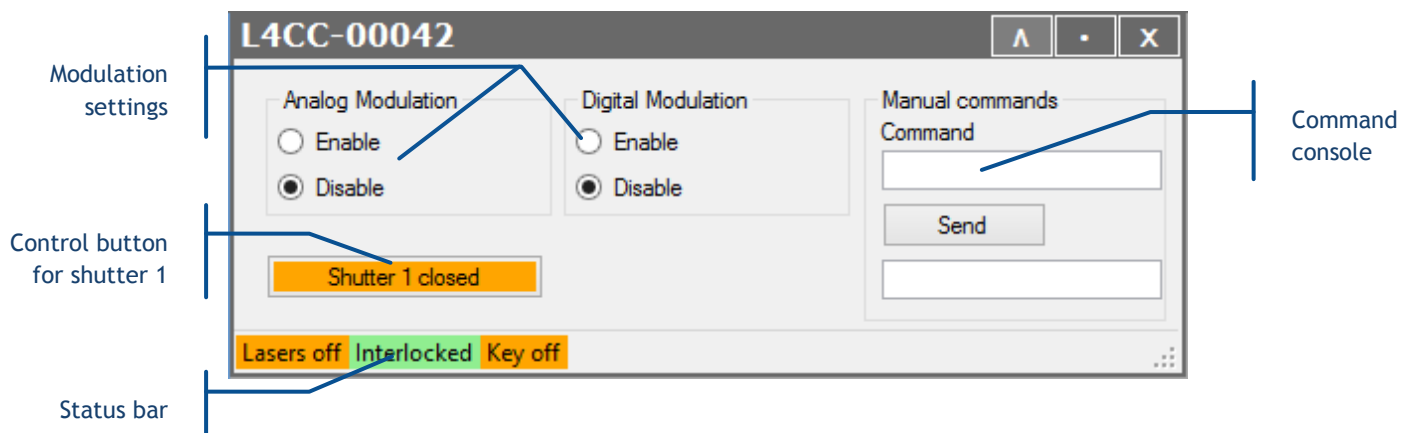 L4CC-00042
Λ · X
Modulation
settings
Analog Modulation
Enable
Disable
Digital Modulation
Enable
Disable
Manual commands
Command
Send
Command
console
Control button
for shutter 1
Shutter 1 closed
Lasers off Interlocked Key off
Status bar